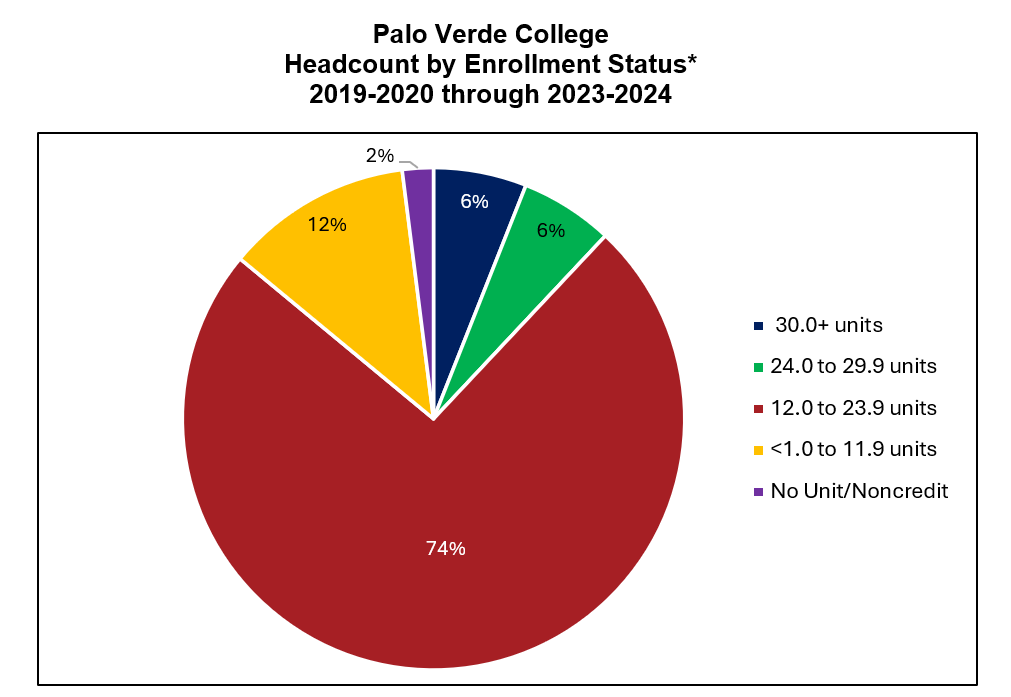 Palo Verde College
Headcount by Enrollment Status*
2019-2020 through 2023-2024
2%
6%
12%
6%
30.0+ units
24.0 to 29.9 units
12.0 to 23.9 units
<1.0 to 11.9 units
No Unit/Noncredit
74%